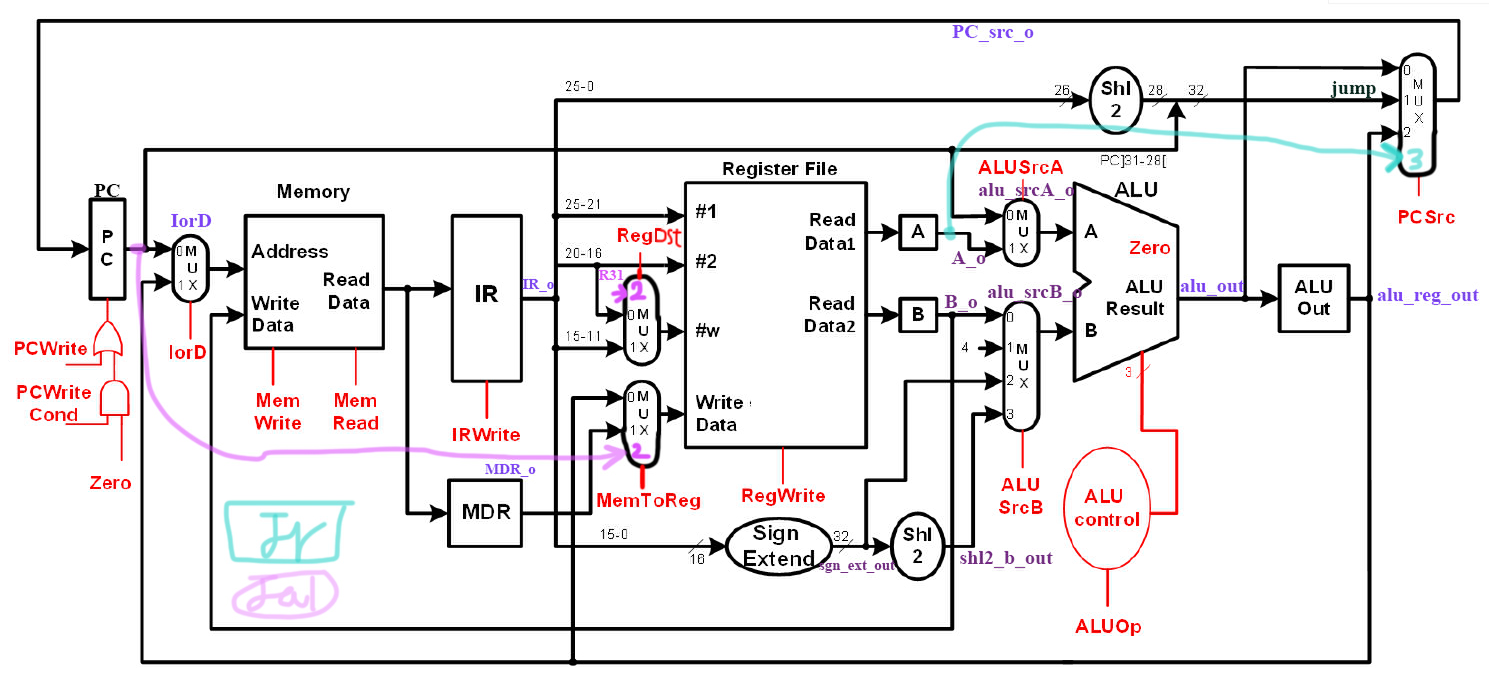 PC_src_o
25-0
26
Shl
2
28
32
jump
0
M
1
U
X
2
3
PCSrc
PC]31-28[
PC
P
C
IorD
0
M
U
1
X
IorD
PCWrite
PCWrite
Cond
Zero
Memory
Address
Read
Data
Write
Data
Mem
Write
Mem
Read
IR
IR_o
IRWrite
MDR_o
MDR
25-21
20-16
15-11
15-0
16
RegDst
R31
2
0
M
U
1
X
0
M
U
1
X
2
MemToReg
Register File
#1
#2
#w
Write
Data
Read
Data1
Read
Data2
RegWrite
A
A_o
B
B_o
ALUSrcA
alu_srcA_o
0
M
U
1
X
alu_srcB_o
0
4
1
M
U
2
X
3
ALU
SrcB
Sign
Extend
32
sgn_ext_out
Shl
2
shl2_b_out
ALU
A
Zero
ALU
Result
B
3
alu_out
ALU
Out
alu_reg_out
ALU
control
ALUOp
Jr
Jal